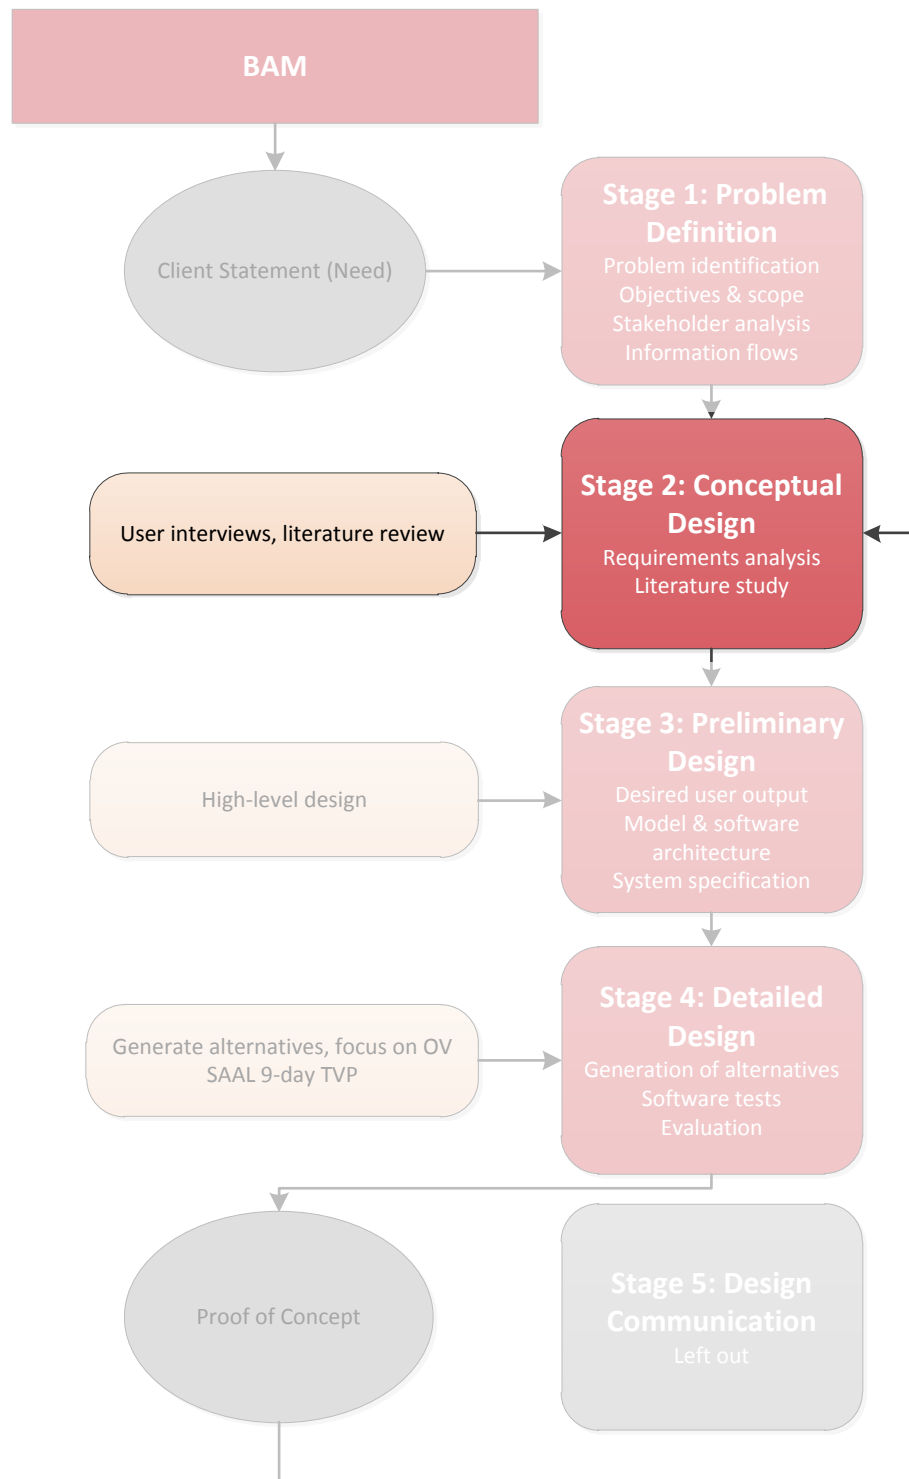 BAM
Client Statement (Need)
Stage 1: Problem
Definition
Problem identification
Objectives & scope
Stakeholder analysis
Information flows
User interviews, literature review
Stage 2: Conceptual
Design
Requirements analysis
Literature study
High-level design
Stage 3: Preliminary
Design
Desired user output
Model & software
architecture
System specification
Generate alternatives, focus on OV
SAAL 9-day TVP
Stage 4: Detailed
Design
Generation of alternatives
Software tests
Evaluation
Proof of Concept
Stage 5: Design
Communication
Left out